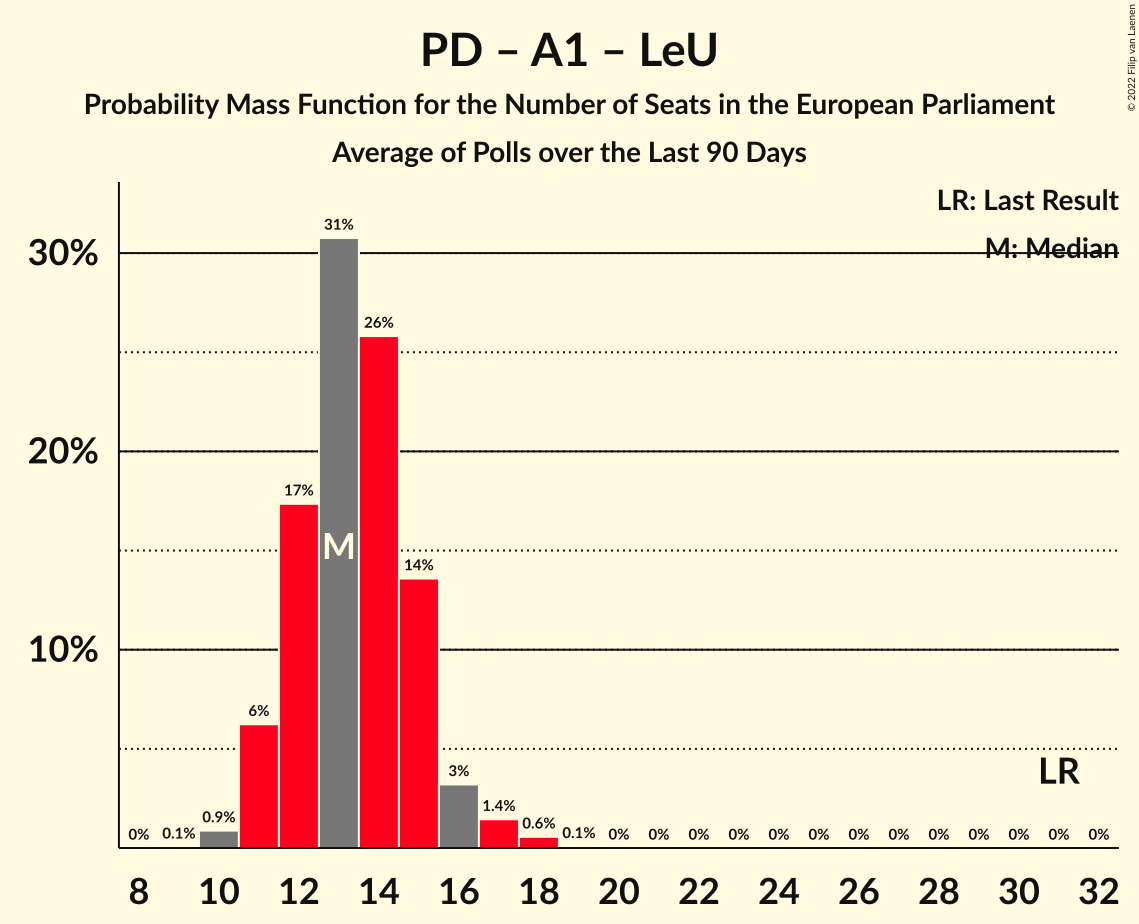 PD – A1 – LeU
Probability Mass Function for the Number of Seats in the European Parliament
Average of Polls over the Last 90 Days
© 2022 Filip van Laenen
LR: Last Result
M: Median
30%
20%
10%
0% 0.1% 0.9% 6% 17% 31% 26% 14% 3% 1.4% 0.6% 0.1% 0% 0% 0% 0% 0% 0% 0% 0% 0% 0% 0% 0% 0%
M
LR
8 10 12 14 16 18 20 22 24 26 28 30 32